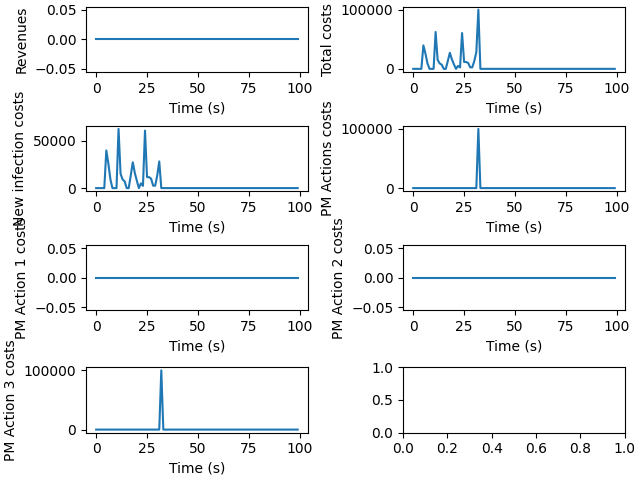 Revenues
0.05
0.00
−0.05
0 25 50 75 100
Time (s)
Total costs
100000
0
0 25 50 75 100
Time (s)
New infection costs
50000
0
0 25 50 75 100
Time (s)
PM Actions costs
100000
0
0 25 50 75 100
Time (s)
PM Action 1 costs
0.05
0.00
−0.05
0 25 50 75 100
Time (s)
PM Action 2 costs
0.05
0.00
−0.05
0 25 50 75 100
Time (s)
PM Action 3 costs
100000
0
0 25 50 75 100
Time (s)
1.0
0.5
0.0
0.0 0.2 0.4 0.6 0.8 1.0